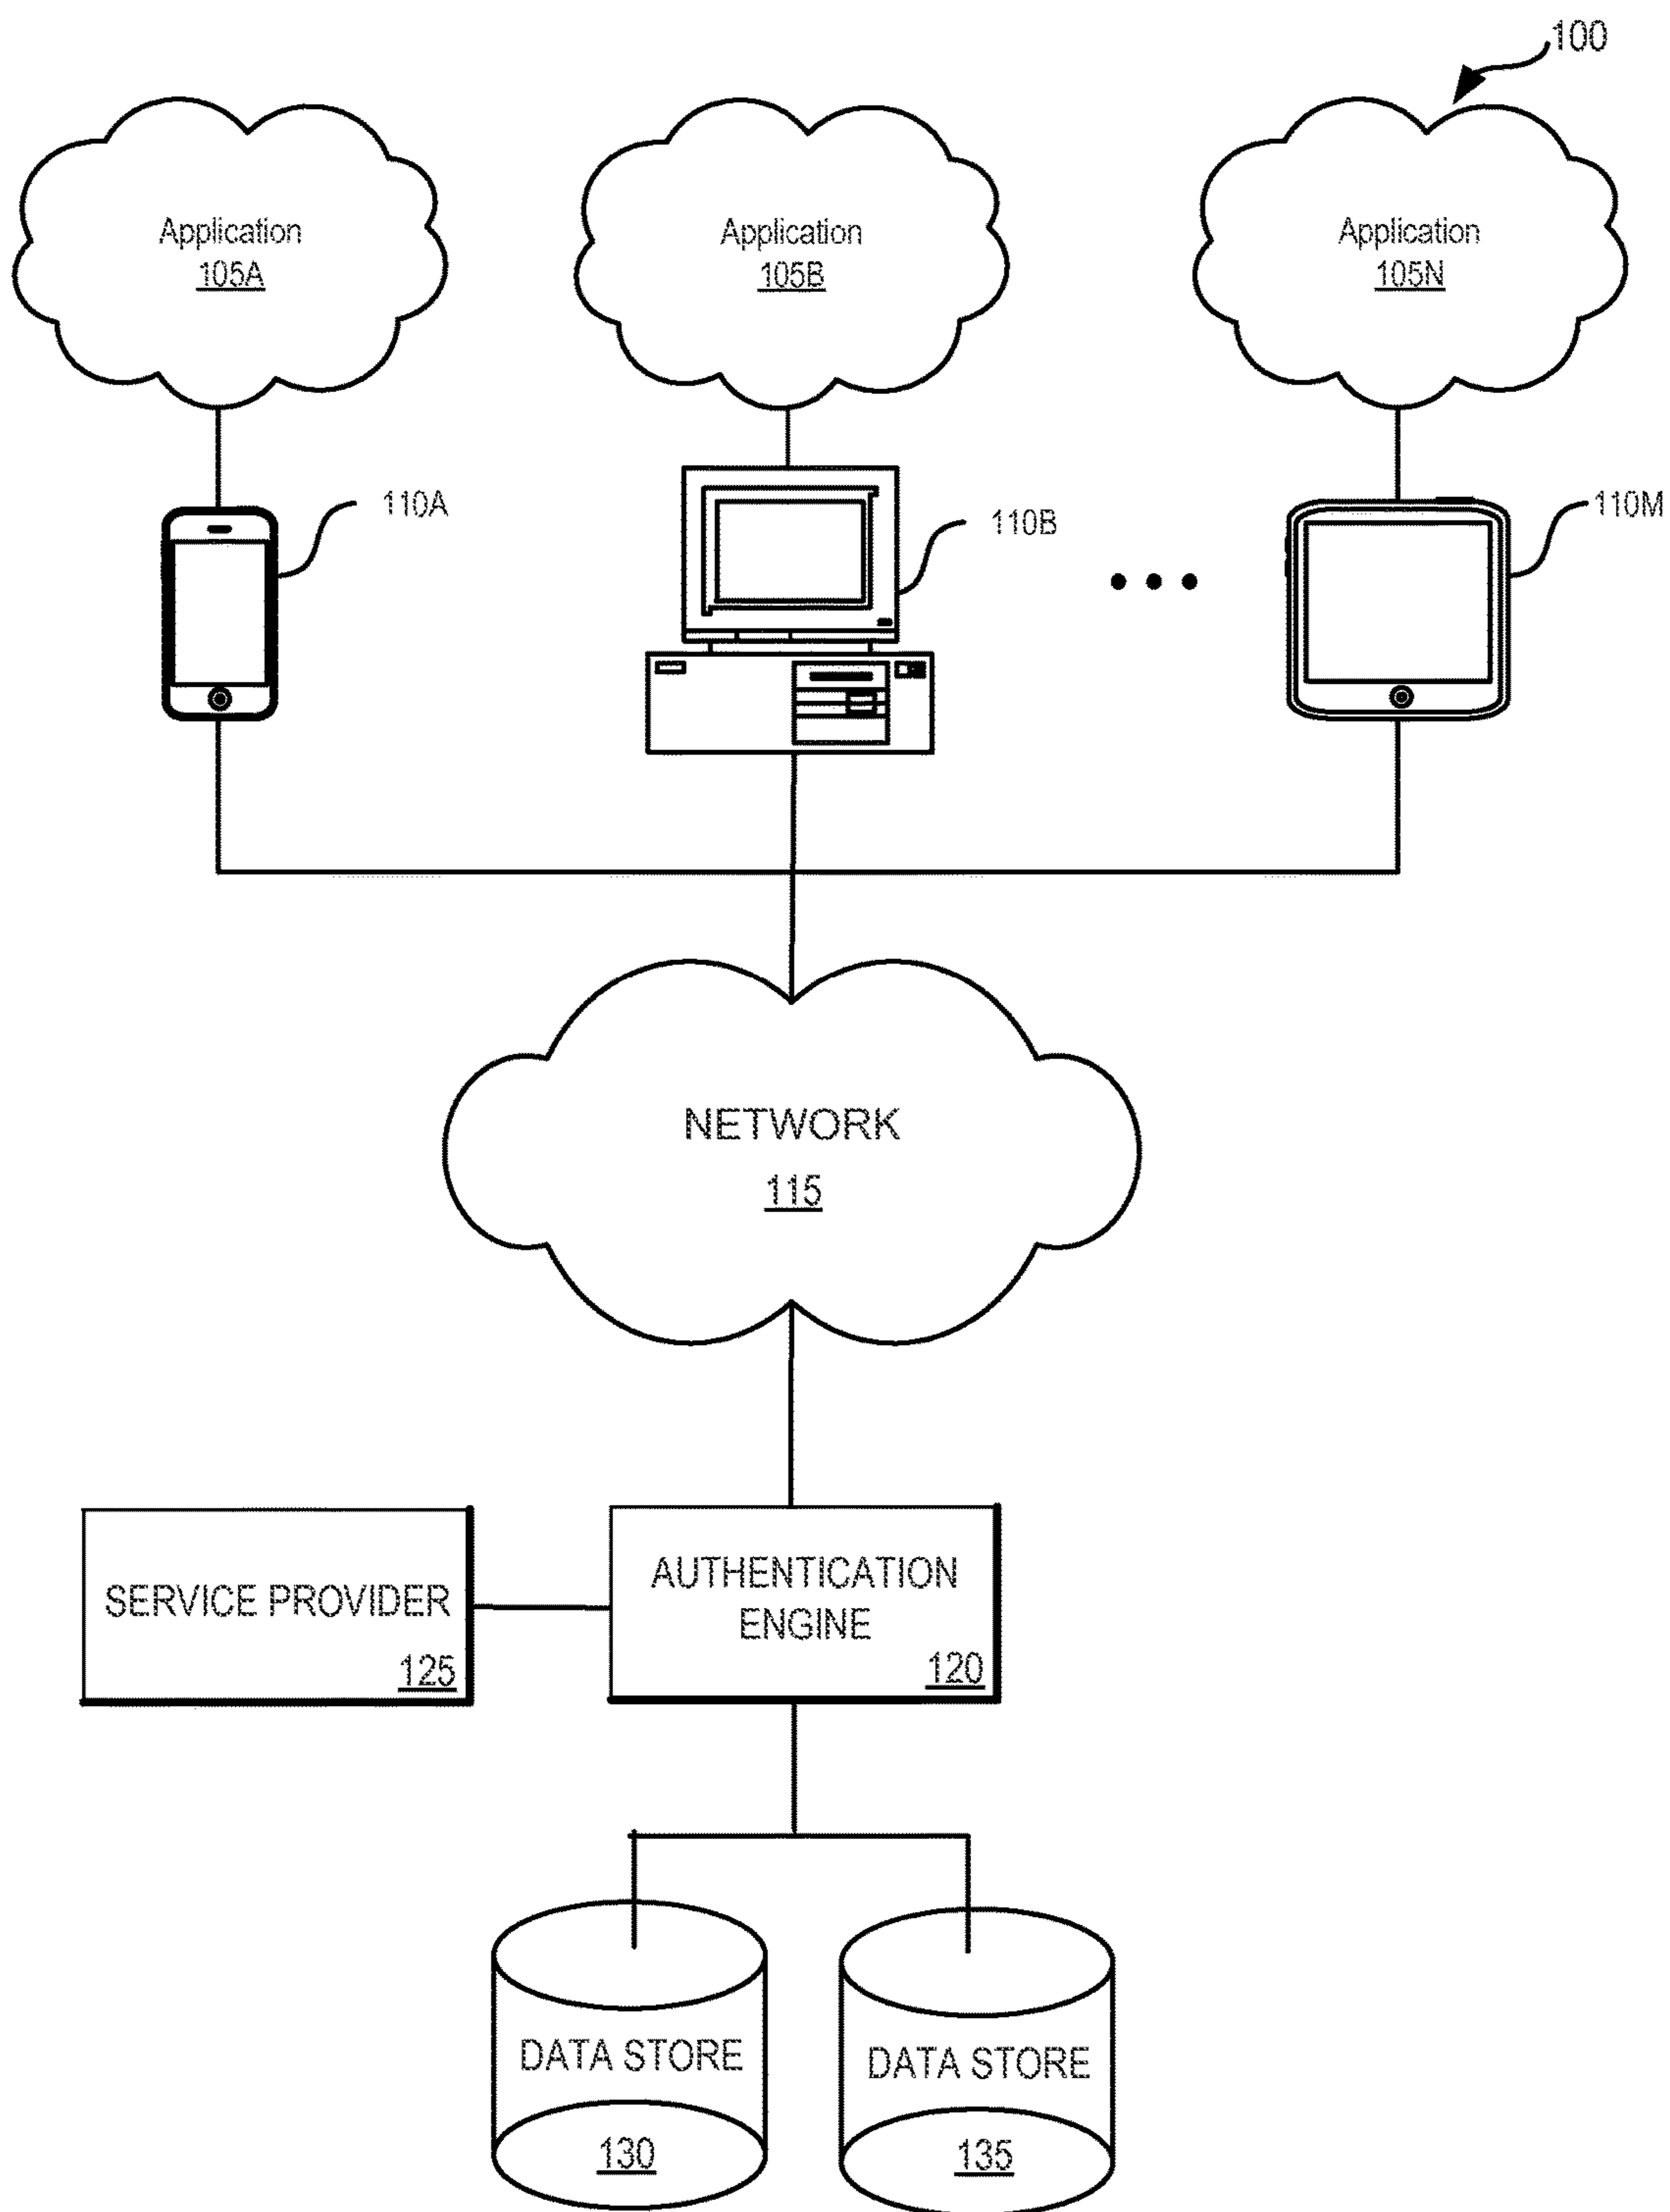 100
Application
105A
Application
105B
Application
105N
110A
110B
110M
NETWORK
115
SERVICE PROVIDER
125
AUTHENTICATION
ENGINE
120
DATA STORE
130
DATA STORE
135